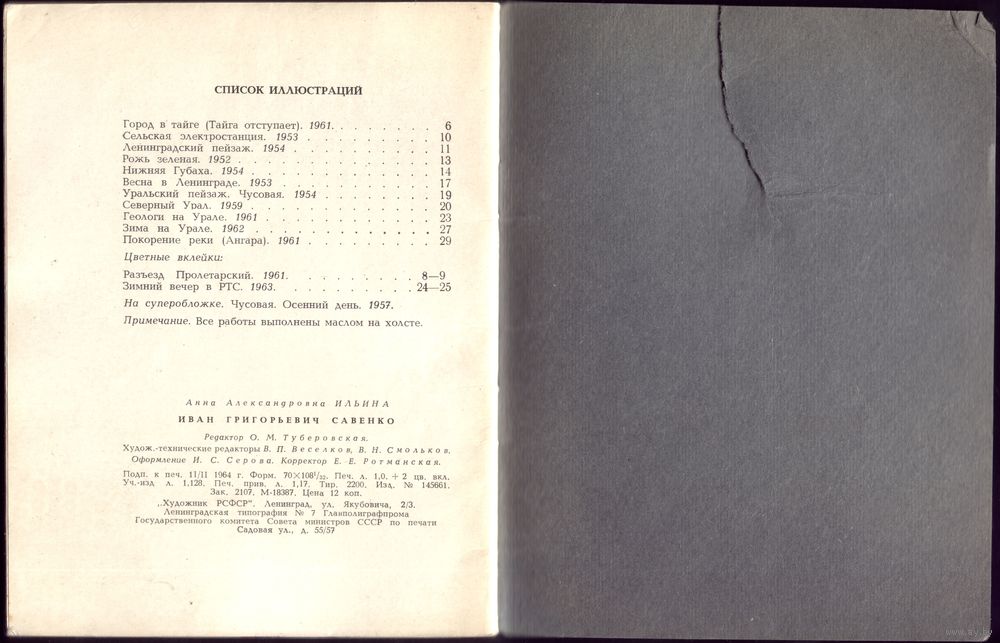 СПИСОК ИЛЛЮСТРАЦИЙ
Город в тайге (Тайга отступает). 1961. . . . . . . . . 6
Сельская электростанция. 1953 . . . . . . . . . 10
Ленинградский пейзаж. 1954 . . . . . . . . . . 11
Рожь зеленая. 1952 . . . . . . . . . . . . . 13
Нижняя Губаха. 1954 . . . . . . . . . . . . . 14
Весна в Ленинграде. 1953 . . . . . . . . . . . 17
Уральский пейзаж. Чусовая. 1954 . . . . . . . . 19
Северный Урал. 1959 . . . . . . . . . . . . 20
Геологи на Урале. 1961 . . . . . . . . . . . . 23
Зима на Урале. 1962 . . . . . . . . . . . . . 27
Покорение реки (Ангара). 1961 . . . . . . . . . 29
Цветные вклейки:
Разъезд Пролетарский. 1961. . . . . . . . . 8—9
Зимний вечер в РТС. 1963. . . . . . . . . . 24—25
На суперобложке. Чусовая. Осенний день. 1957.
Примечание. Все работы выполнены маслом на холсте.
Анна Александровна ИЛЬИНА
ИВАН ГРИГОРЬЕВИЧ САВЕНКО
Редактор О. М. Туберовская.
Худож.-технические редакторы В. П. Веселков, В. Н. Смольков,
Оформление И. С. Серова. Корректор Е. Е. Ротманская.
Подп. к печ. 11/II 1964 г. Форм. 70×108¹/₃₂. Печ. л. 1,0. + 2 цв. вкл.
Уч.-изд л. 1,128. Печ. прив. л. 1,17. Тир. 2200. Изд. № 145661.
Зак. 2107. М-18387. Цена 12 коп.
„Художник РСФСР". Ленинград, ул. Якубовича, 2/3.
Ленинградская типография № 7 Главполиграфпрома
Государственного комитета Совета министров СССР по печати
Садовая ул., д. 55/57